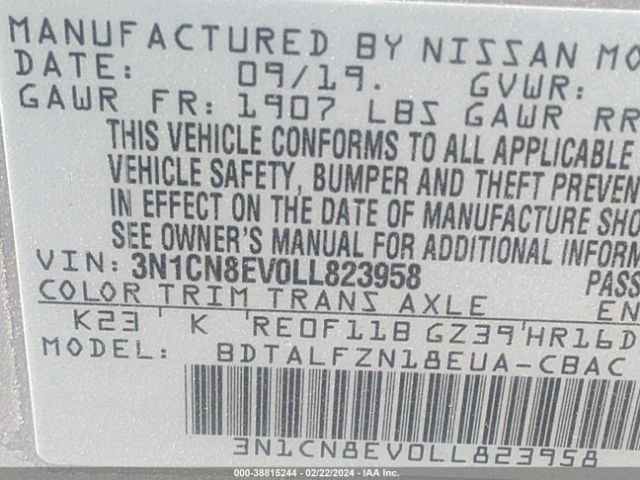 MANUFACTURED BY NISSAN MO
DATE: 09/19. GVWR:
GAWR FR: 1907 LBS GAWR RR
THIS VEHICLE CONFORMS TO ALL APPLICABLE
VEHICLE SAFETY, BUMPER AND THEFT PREVEN
IN EFFECT ON THE DATE OF MANUFACTURE SHO
SEE OWNER'S MANUAL FOR ADDITIONAL INFORM
VIN: 3N1CN8EV0LL823958 PASS
COLOR TRIM TRANS AXLE EN
K23 K RE0F11B GZ39 HR16D
MODEL: BDTALFZN18EUA-CBAC
3N1CN8EV0LL823958
000-38815244 - 02/22/2024 - IAA Inc.